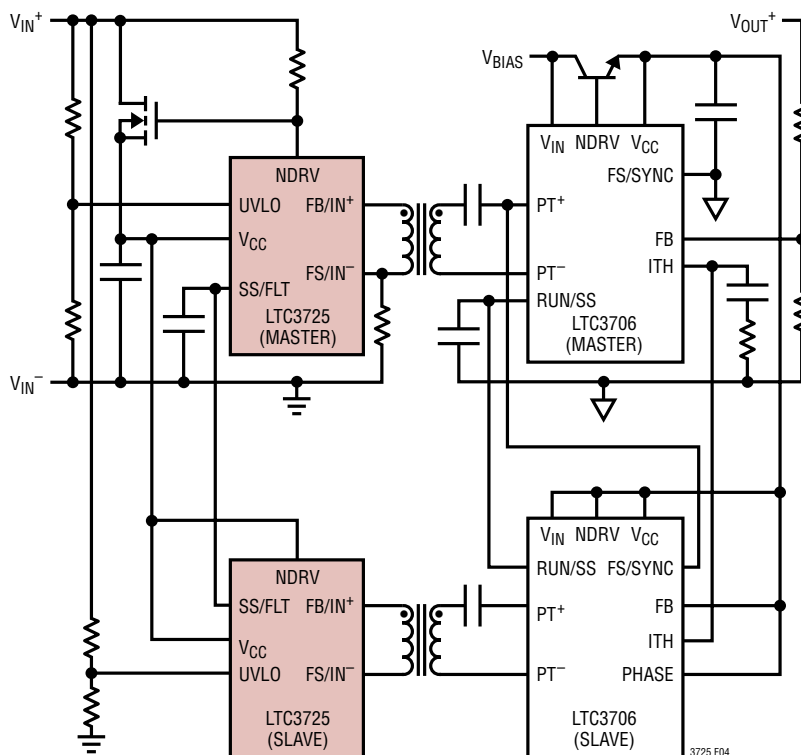 V_IN⁺
V_OUT⁺
V_BIAS
NDRV
UVLO FB/IN⁺
V_CC
FS/IN⁻
SS/FLT
LTC3725
(MASTER)
V_IN NDRV V_CC
FS/SYNC
PT⁺
FB
ITH
PT⁻
RUN/SS
LTC3706
(MASTER)
V_IN⁻
NDRV
SS/FLT FB/IN⁺
V_CC
UVLO FS/IN⁻
LTC3725
(SLAVE)
V_IN NDRV V_CC
RUN/SS FS/SYNC
PT⁺ FB
ITH
PT⁻ PHASE
LTC3706
(SLAVE)
3725 F04